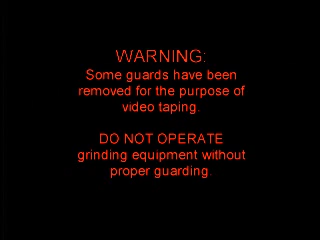 WARNING:
Some guards have been
removed for the purpose of
video taping.
DO NOT OPERATE
grinding equipment without
proper guarding.